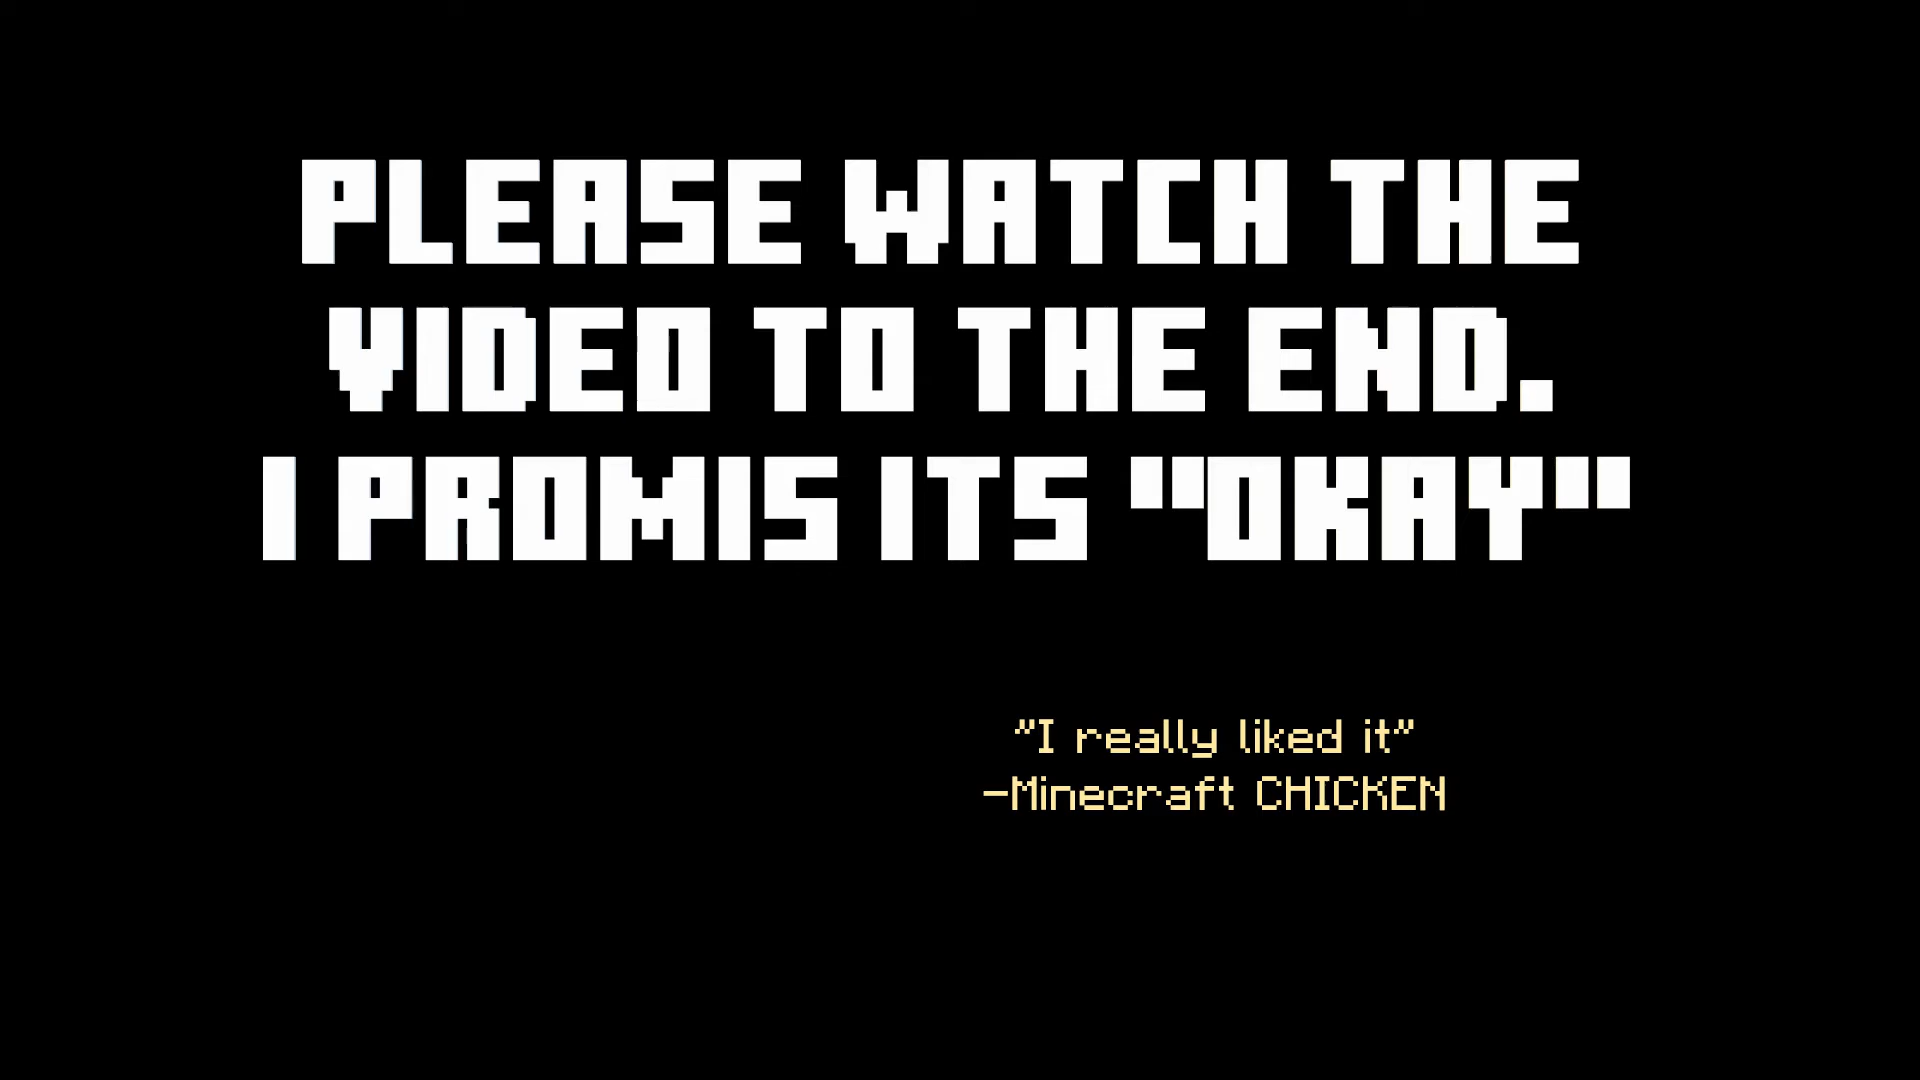 PLEASE WATCH THE
VIDEO TO THE END.
I PROMIS ITS "OKAY"
"I really liked it"
-Minecraft CHICKEN